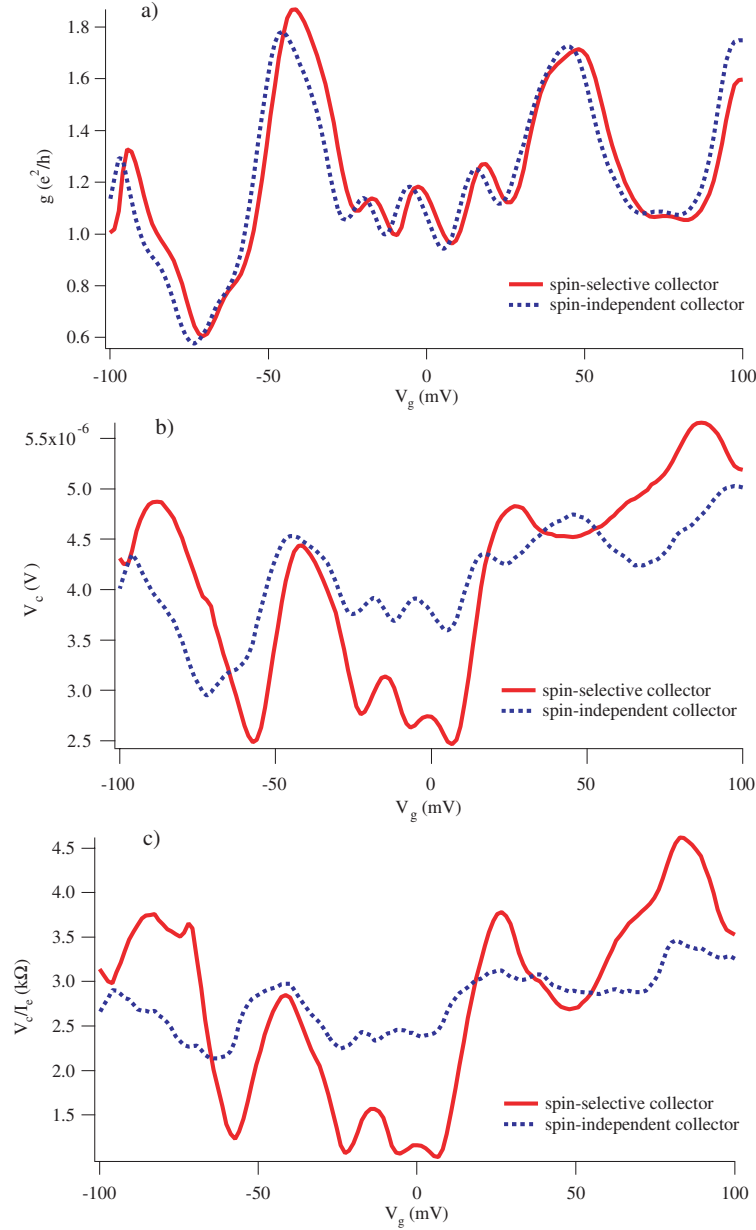 a)
1.8
1.6
1.4
1.2
1.0
0.8
0.6
g (e²/h)
spin-selective collector
spin-independent collector
-100 -50 0 50 100
V_g (mV)
b)
5.5x10⁻⁶
5.0
4.5
4.0
3.5
3.0
2.5
V_c (V)
spin-selective collector
spin-independent collector
-100 -50 0 50 100
V_g (mV)
c)
4.5
4.0
3.5
3.0
2.5
2.0
1.5
V_c/I_e (kΩ)
spin-selective collector
spin-independent collector
-100 -50 0 50 100
V_g (mV)